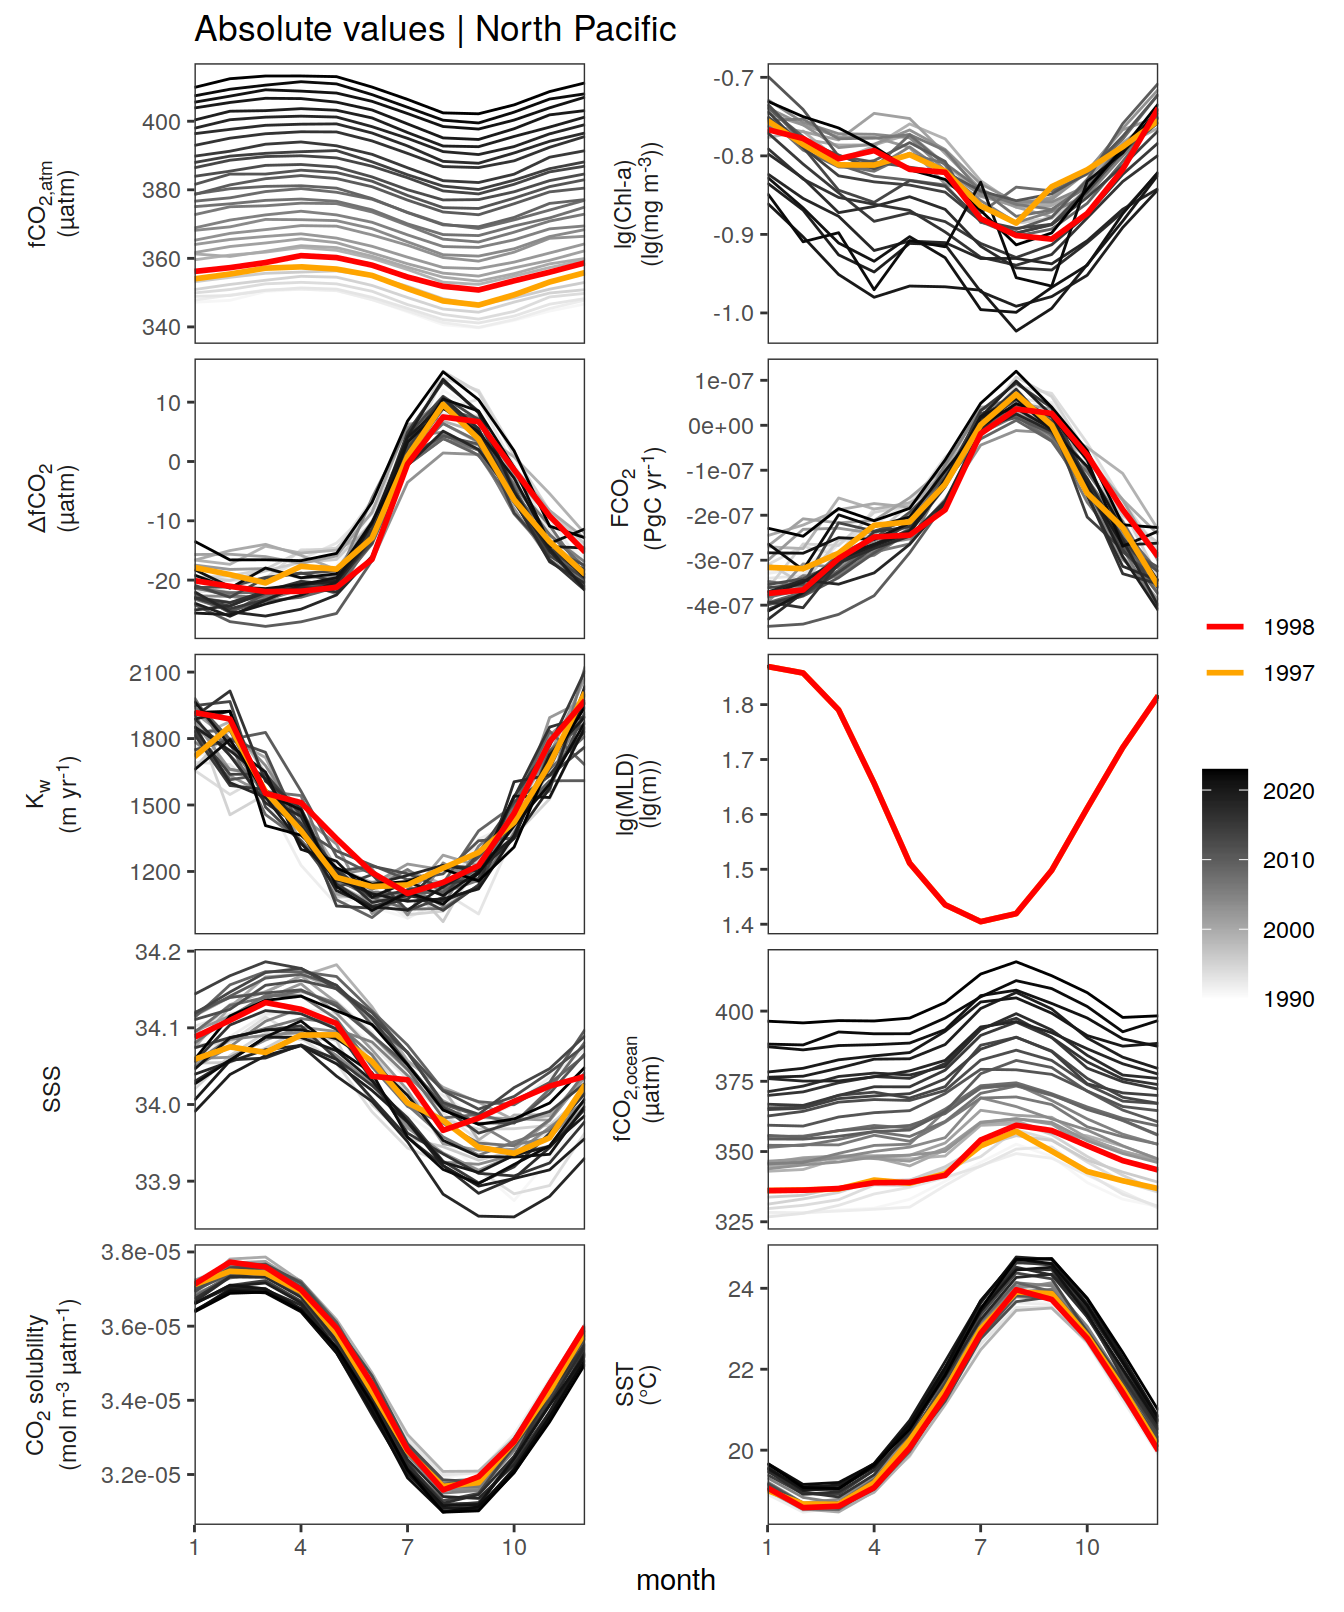 Absolute values | North Pacific
fCO2,atm
(µatm)
400
380
360
340
lg(Chl-a)
(lg(mg m-3))
-0.7
-0.8
-0.9
-1.0
ΔfCO2
(µatm)
10
0
-10
-20
FCO2
(PgC yr-1)
1e-07
0e+00
-1e-07
-2e-07
-3e-07
-4e-07
Kw
(m yr-1)
2100
1800
1500
1200
lg(MLD)
(lg(m))
1.8
1.7
1.6
1.5
1.4
SSS
34.2
34.1
34.0
33.9
fCO2,ocean
(µatm)
400
375
350
325
CO2 solubility
(mol m-3 µatm-1)
3.8e-05
3.6e-05
3.4e-05
3.2e-05
SST
(°C)
24
22
20
1 4 7 10
1 4 7 10
month
1998
1997
2020
2010
2000
1990